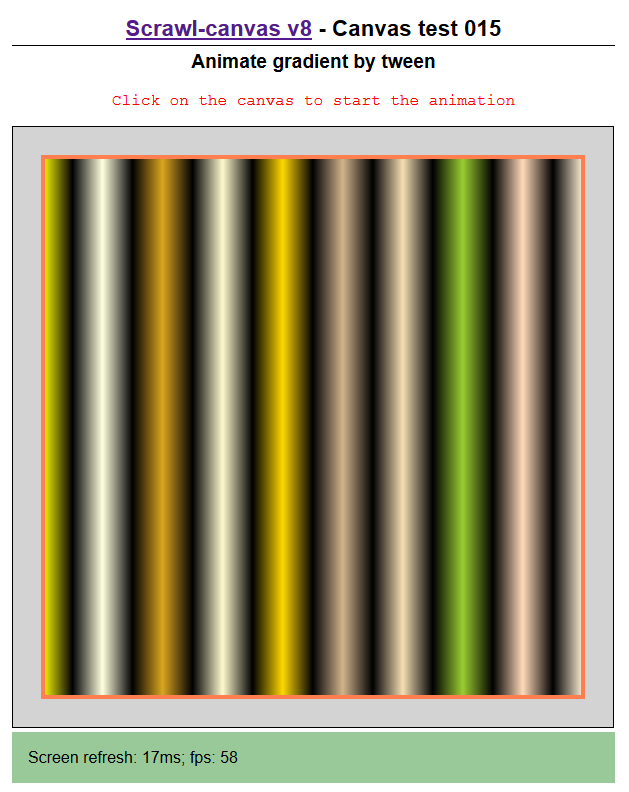 Scrawl-canvas v8 - Canvas test 015
Animate gradient by tween
Click on the canvas to start the animation
Screen refresh: 17ms; fps: 58